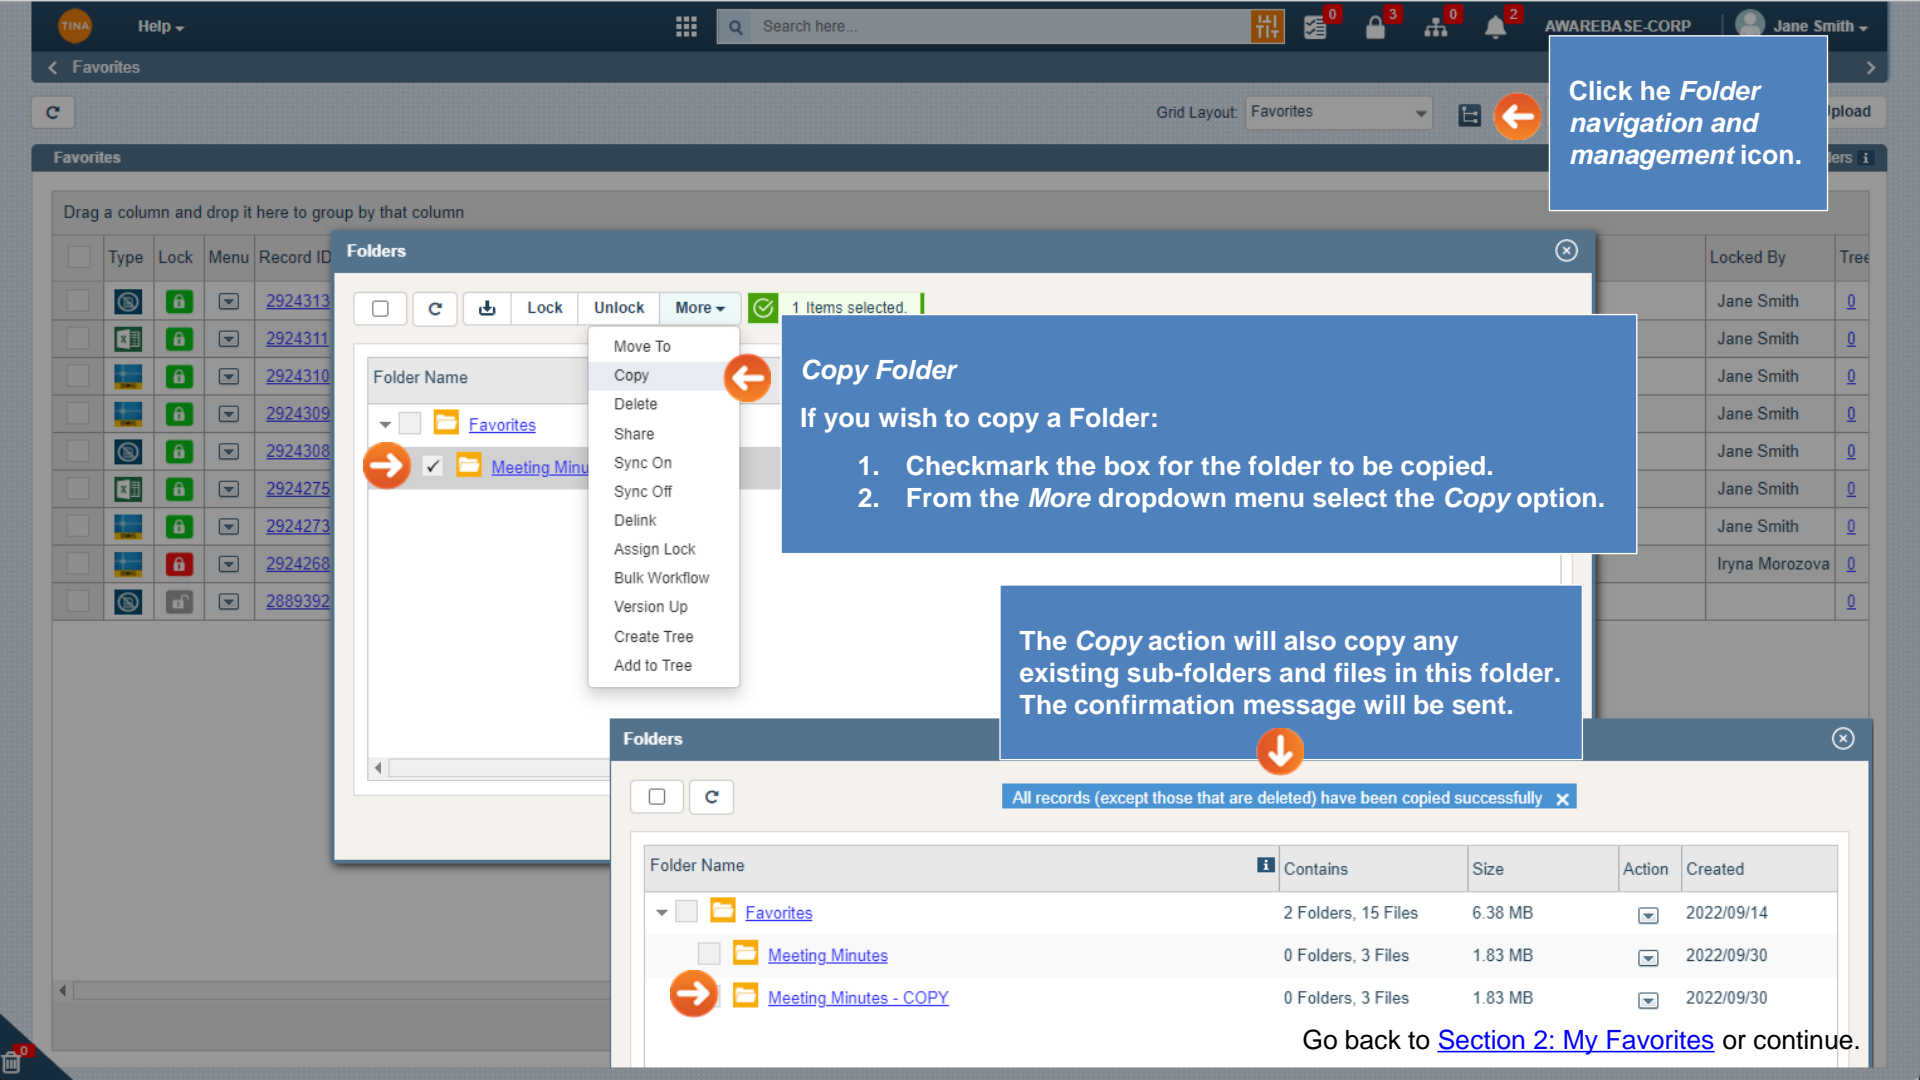 TINA
Help
Search here...
0
3
0
2
AWAREBASE-CORP
Jane Smith
Favorites
Grid Layout:
Favorites
Click he Folder
navigation and
management icon.
Favorites
Drag a column and drop it here to group by that column
Type Lock Menu Record ID
Locked By
Tree
2924313 Jane Smith 0
2924311 Jane Smith 0
2924310 Jane Smith 0
2924309 Jane Smith 0
2924308 Jane Smith 0
2924275 Jane Smith 0
2924273 Jane Smith 0
2924268 Iryna Morozova 0
2889392 0
Folders
Lock
Unlock
More
1 Items selected.
Folder Name
Favorites
Move To
Copy
Delete
Share
Sync On
Sync Off
Delink
Assign Lock
Bulk Workflow
Version Up
Create Tree
Add to Tree
Copy Folder
If you wish to copy a Folder:
1. Checkmark the box for the folder to be copied.
2. From the More dropdown menu select the Copy option.
The Copy action will also copy any
existing sub-folders and files in this folder.
The confirmation message will be sent.
Folders
All records (except those that are deleted) have been copied successfully
Folder Name Contains Size Action Created
Favorites 2 Folders, 15 Files 6.38 MB 2022/09/14
Meeting Minutes 0 Folders, 3 Files 1.83 MB 2022/09/30
Meeting Minutes - COPY 0 Folders, 3 Files 1.83 MB 2022/09/30
Go back to Section 2: My Favorites or continue.
0